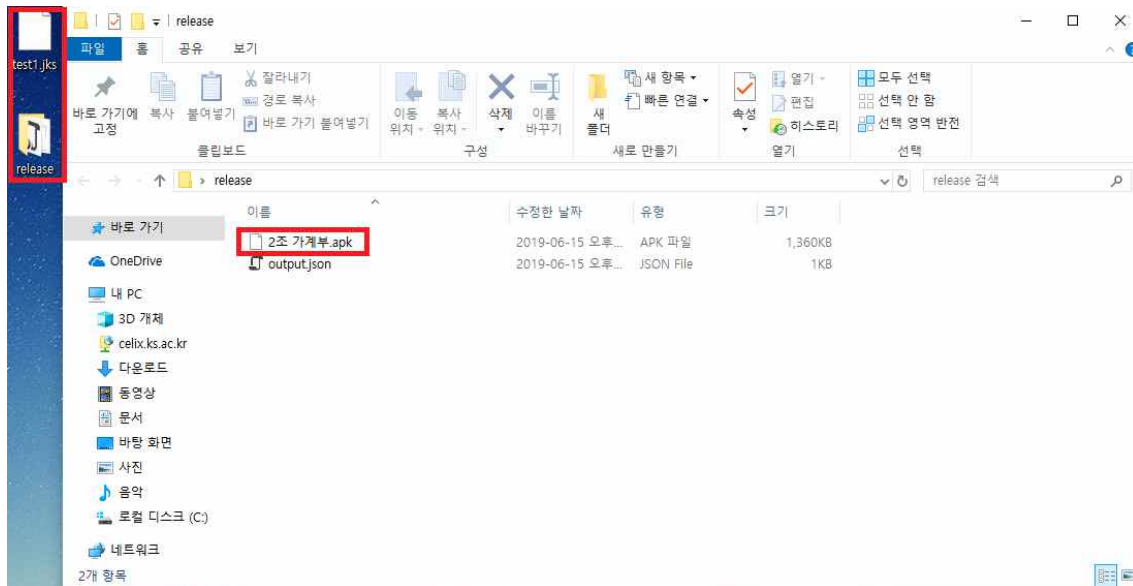 test1.jks
release
release
파일 홈 공유 보기
바로 가기에 고정
복사
붙여넣기
잘라내기
경로 복사
바로 가기 붙여넣기
클립보드
이동 위치
복사 위치
삭제
이름 바꾸기
구성
새 폴더
새 항목
빠른 연결
새로 만들기
속성
열기
편집
히스토리
열기
모두 선택
선택 안 함
선택 영역 반전
선택
release
release 검색
이름 수정한 날짜 유형 크기
2조 가계부.apk 2019-06-15 오후... APK 파일 1,360KB
output.json 2019-06-15 오후... JSON File 1KB
바로 가기
OneDrive
내 PC
3D 개체
celix.ks.ac.kr
다운로드
동영상
문서
바탕 화면
사진
음악
로컬 디스크 (C:)
네트워크
2개 항목